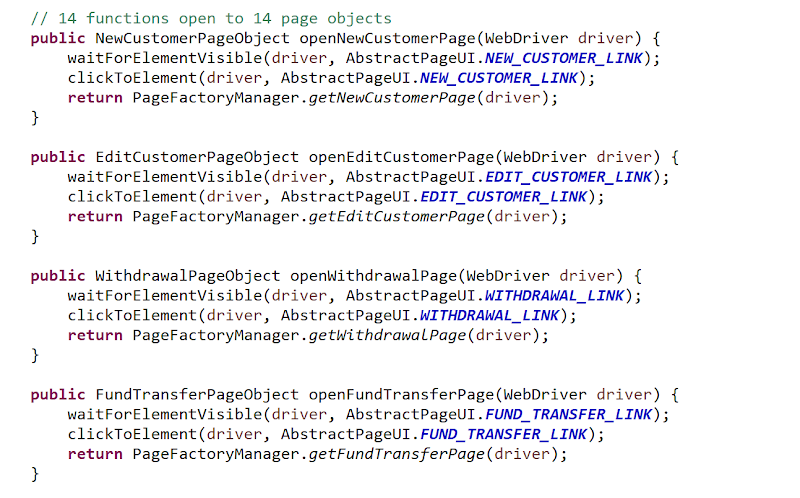 // 14 functions open to 14 page objects
public NewCustomerPageObject openNewCustomerPage(WebDriver driver) {
    waitForElementVisible(driver, AbstractPageUI.NEW_CUSTOMER_LINK);
    clickToElement(driver, AbstractPageUI.NEW_CUSTOMER_LINK);
    return PageFactoryManager.getNewCustomerPage(driver);
}

public EditCustomerPageObject openEditCustomerPage(WebDriver driver) {
    waitForElementVisible(driver, AbstractPageUI.EDIT_CUSTOMER_LINK);
    clickToElement(driver, AbstractPageUI.EDIT_CUSTOMER_LINK);
    return PageFactoryManager.getEditCustomerPage(driver);
}

public WithdrawalPageObject openWithdrawalPage(WebDriver driver) {
    waitForElementVisible(driver, AbstractPageUI.WITHDRAWAL_LINK);
    clickToElement(driver, AbstractPageUI.WITHDRAWAL_LINK);
    return PageFactoryManager.getWithdrawalPage(driver);
}

public FundTransferPageObject openFundTransferPage(WebDriver driver) {
    waitForElementVisible(driver, AbstractPageUI.FUND_TRANSFER_LINK);
    clickToElement(driver, AbstractPageUI.FUND_TRANSFER_LINK);
    return PageFactoryManager.getFundTransferPage(driver);
}